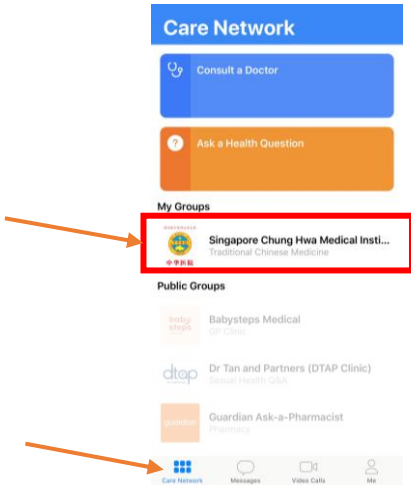 Care Network
Consult a Doctor
Ask a Health Question
My Groups
Singapore Chung Hwa Medical Insti...
Traditional Chinese Medicine
中华医院
Public Groups
baby
steps
Babysteps Medical
GP Clinic
dtap
Dr Tan and Partners (DTAP Clinic)
Sexual Health Q&A
guardian
Guardian Ask-a-Pharmacist
Pharmacy
Care Network
Messages
Video Calls
Me